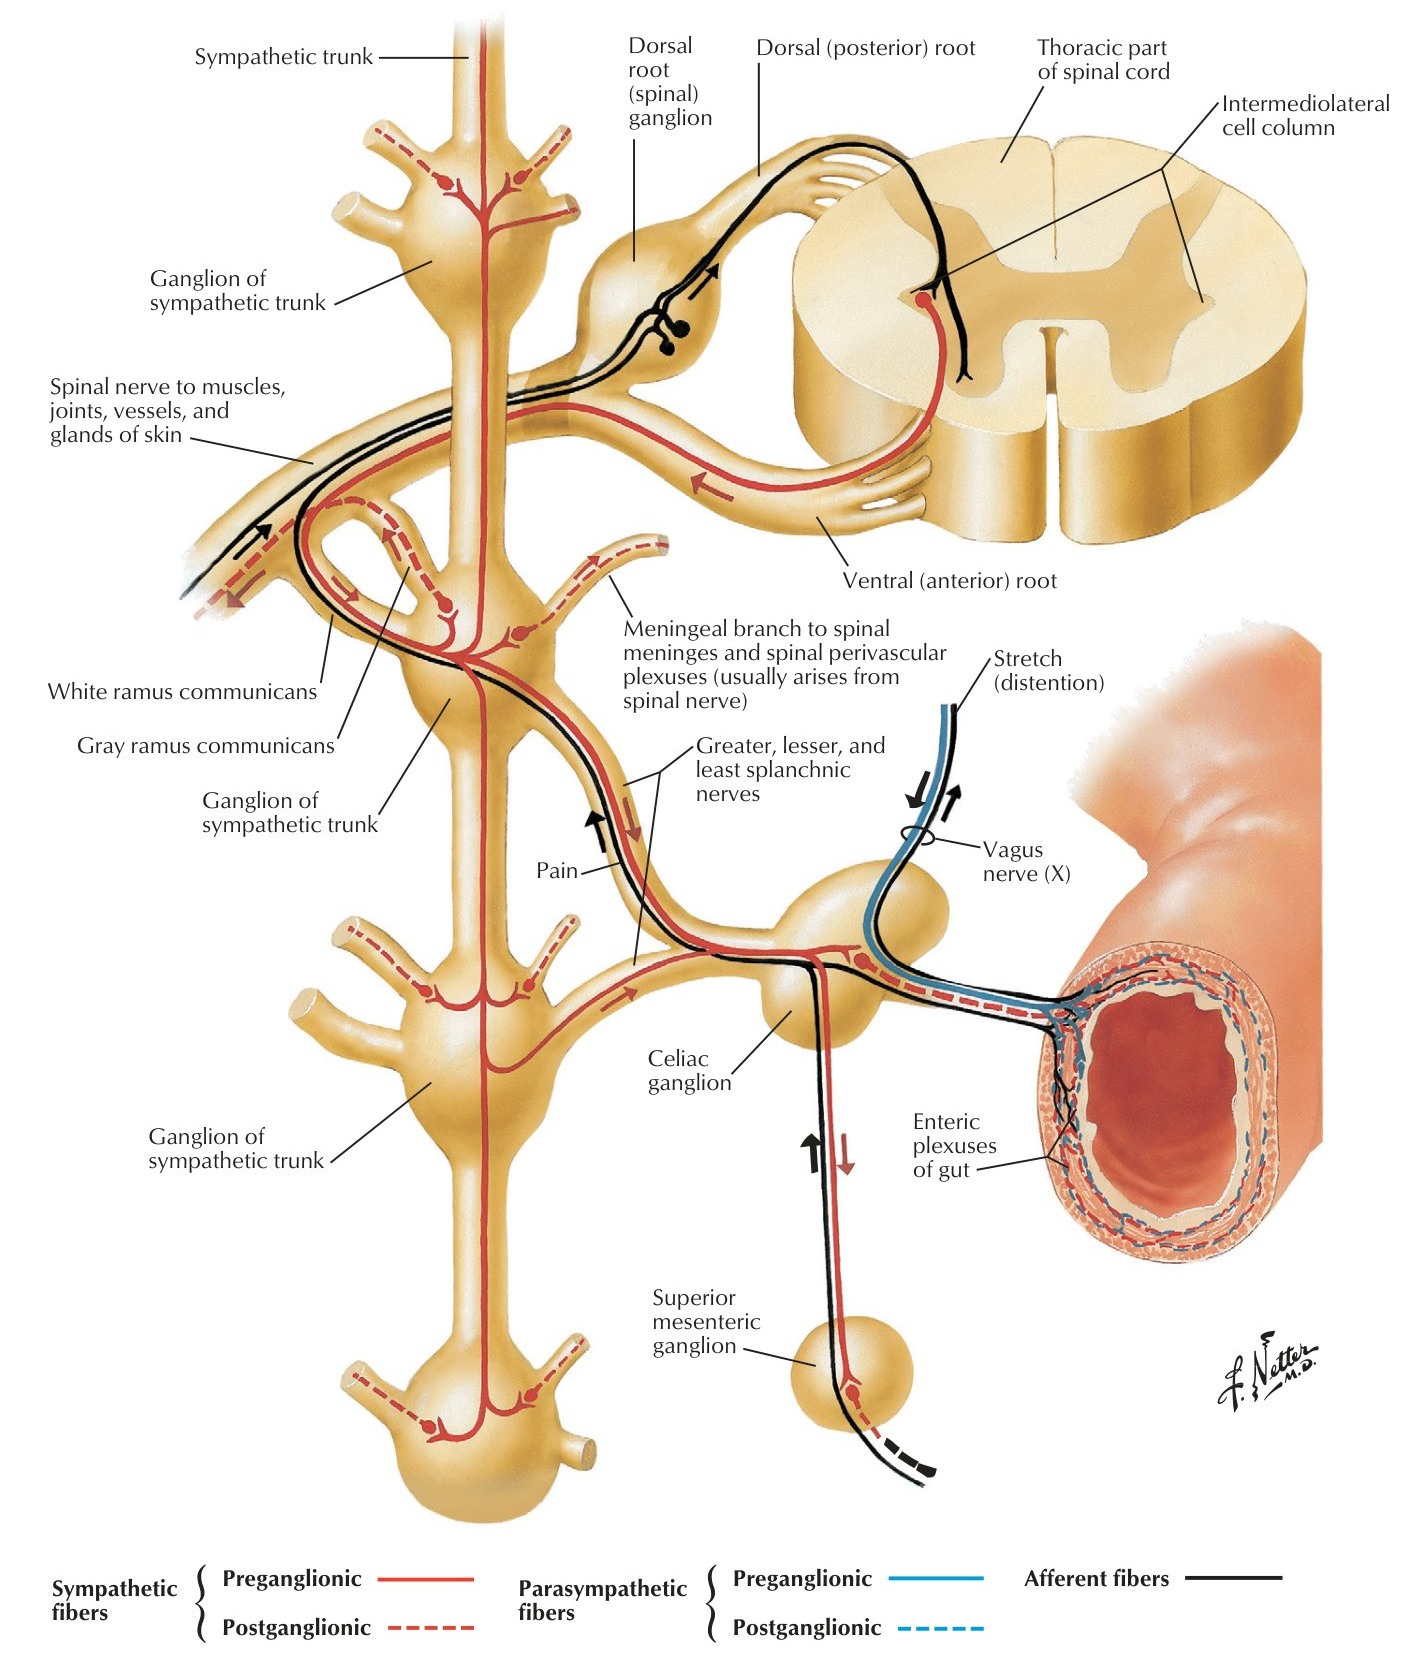 Sympathetic trunk
Dorsal
root
(spinal)
ganglion
Dorsal (posterior) root
Thoracic part
of spinal cord
Intermediolateral
cell column
Ganglion of
sympathetic trunk
Spinal nerve to muscles,
joints, vessels, and
glands of skin
Ventral (anterior) root
Meningeal branch to spinal
meninges and spinal perivascular
plexuses (usually arises from
spinal nerve)
Stretch
(distention)
White ramus communicans
Gray ramus communicans
Greater, lesser, and
least splanchnic
nerves
Ganglion of
sympathetic trunk
Pain
Vagus
nerve (X)
Celiac
ganglion
Enteric
plexuses
of gut
Ganglion of
sympathetic trunk
Superior
mesenteric
ganglion
F. Netter
M.D.
Sympathetic
fibers
Preganglionic
Postganglionic
Parasympathetic
fibers
Preganglionic
Postganglionic
Afferent fibers